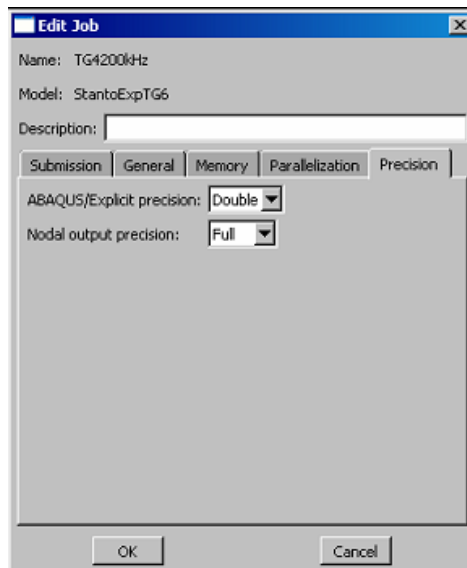 Edit Job
Name: TG4200kHz
Model: StantoExpTG6
Description:
Submission General Memory Parallelization Precision
ABAQUS/Explicit precision: Double
Nodal output precision: Full
OK Cancel